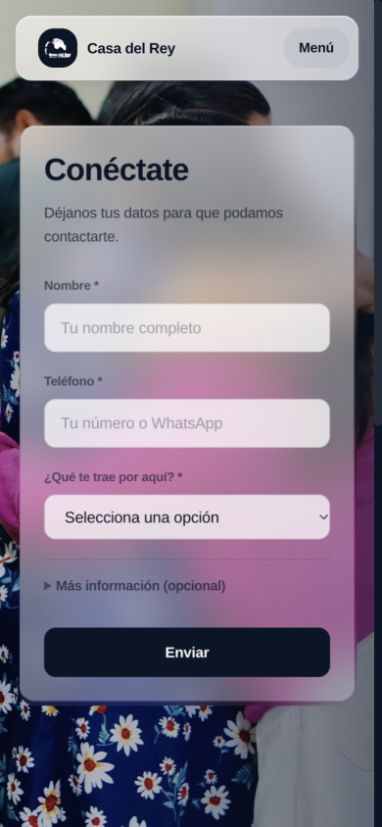 Casa del Rey
Menú
Conéctate
Déjanos tus datos para que podamos
contactarte.
Nombre *
Tu nombre completo
Teléfono *
Tu número o WhatsApp
¿Qué te trae por aquí? *
Selecciona una opción
Más información (opcional)
Enviar